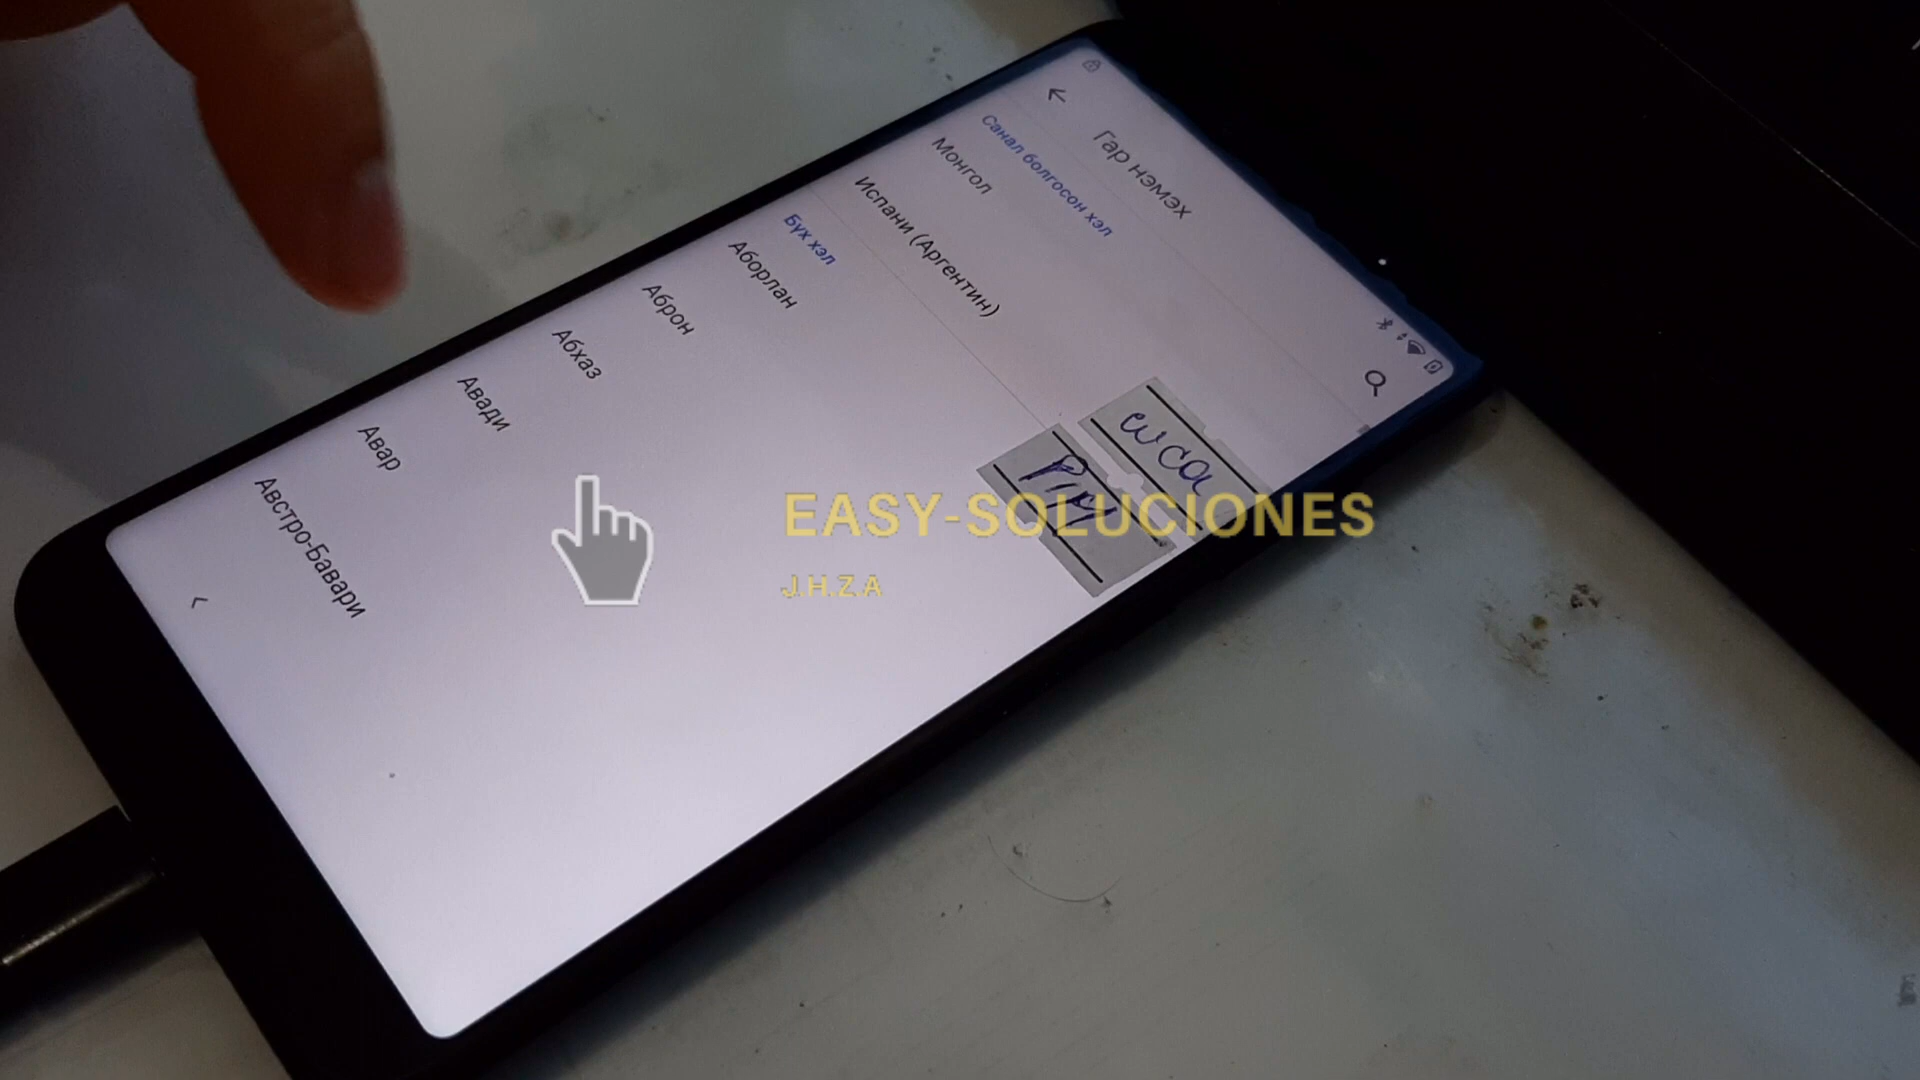 Гар нэмэх
Санал болгосон хэл
Монгол
Испани (Аргентин)
Бүх хэл
Аборлан
Аброн
Абхаз
Авади
Авар
Австро-Бавари
EASY-SOLUCIONES
J.H.Z.A